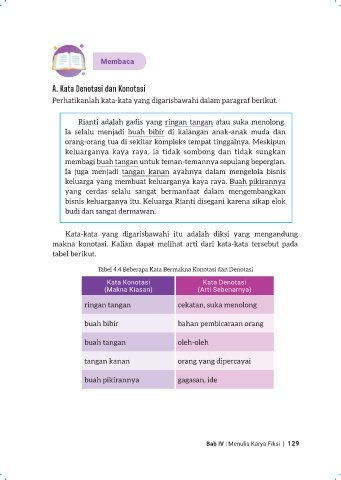 Membaca
A. Kata Denotasi dan Konotasi
Perhatikanlah kata-kata yang digarisbawahi dalam paragraf berikut.
Rianti adalah gadis yang ringan tangan atau suka menolong.
Ia selalu menjadi buah bibir di kalangan anak-anak muda dan
orang-orang tua di sekitar kompleks tempat tinggalnya. Meskipun
keluarganya kaya raya, ia tidak sombong dan tidak sungkan
membagi buah tangan untuk teman-temannya sepulang bepergian.
Ia juga menjadi tangan kanan ayahnya dalam mengelola bisnis
keluarga yang membuat keluarganya kaya raya. Buah pikirannya
yang cerdas selalu sangat bermanfaat dalam mengembangkan
bisnis keluarganya itu. Keluarga Rianti disegani karena sikap elok
budi dan sangat dermawan.
Kata-kata yang digarisbawahi itu adalah diksi yang mengandung
makna konotasi. Kalian dapat melihat arti dari kata-kata tersebut pada
tabel berikut.
Tabel 4.4 Beberapa Kata Bermakna Konotasi dan Denotasi
Kata Konotasi Kata Denotasi
(Makna Kiasan) (Arti Sebenarnya)
ringan tangan cekatan, suka menolong
buah bibir bahan pembicaraan orang
buah tangan oleh-oleh
tangan kanan orang yang dipercayai
buah pikirannya gagasan, ide
Bab IV | Menulis Karya Fiksi | 129